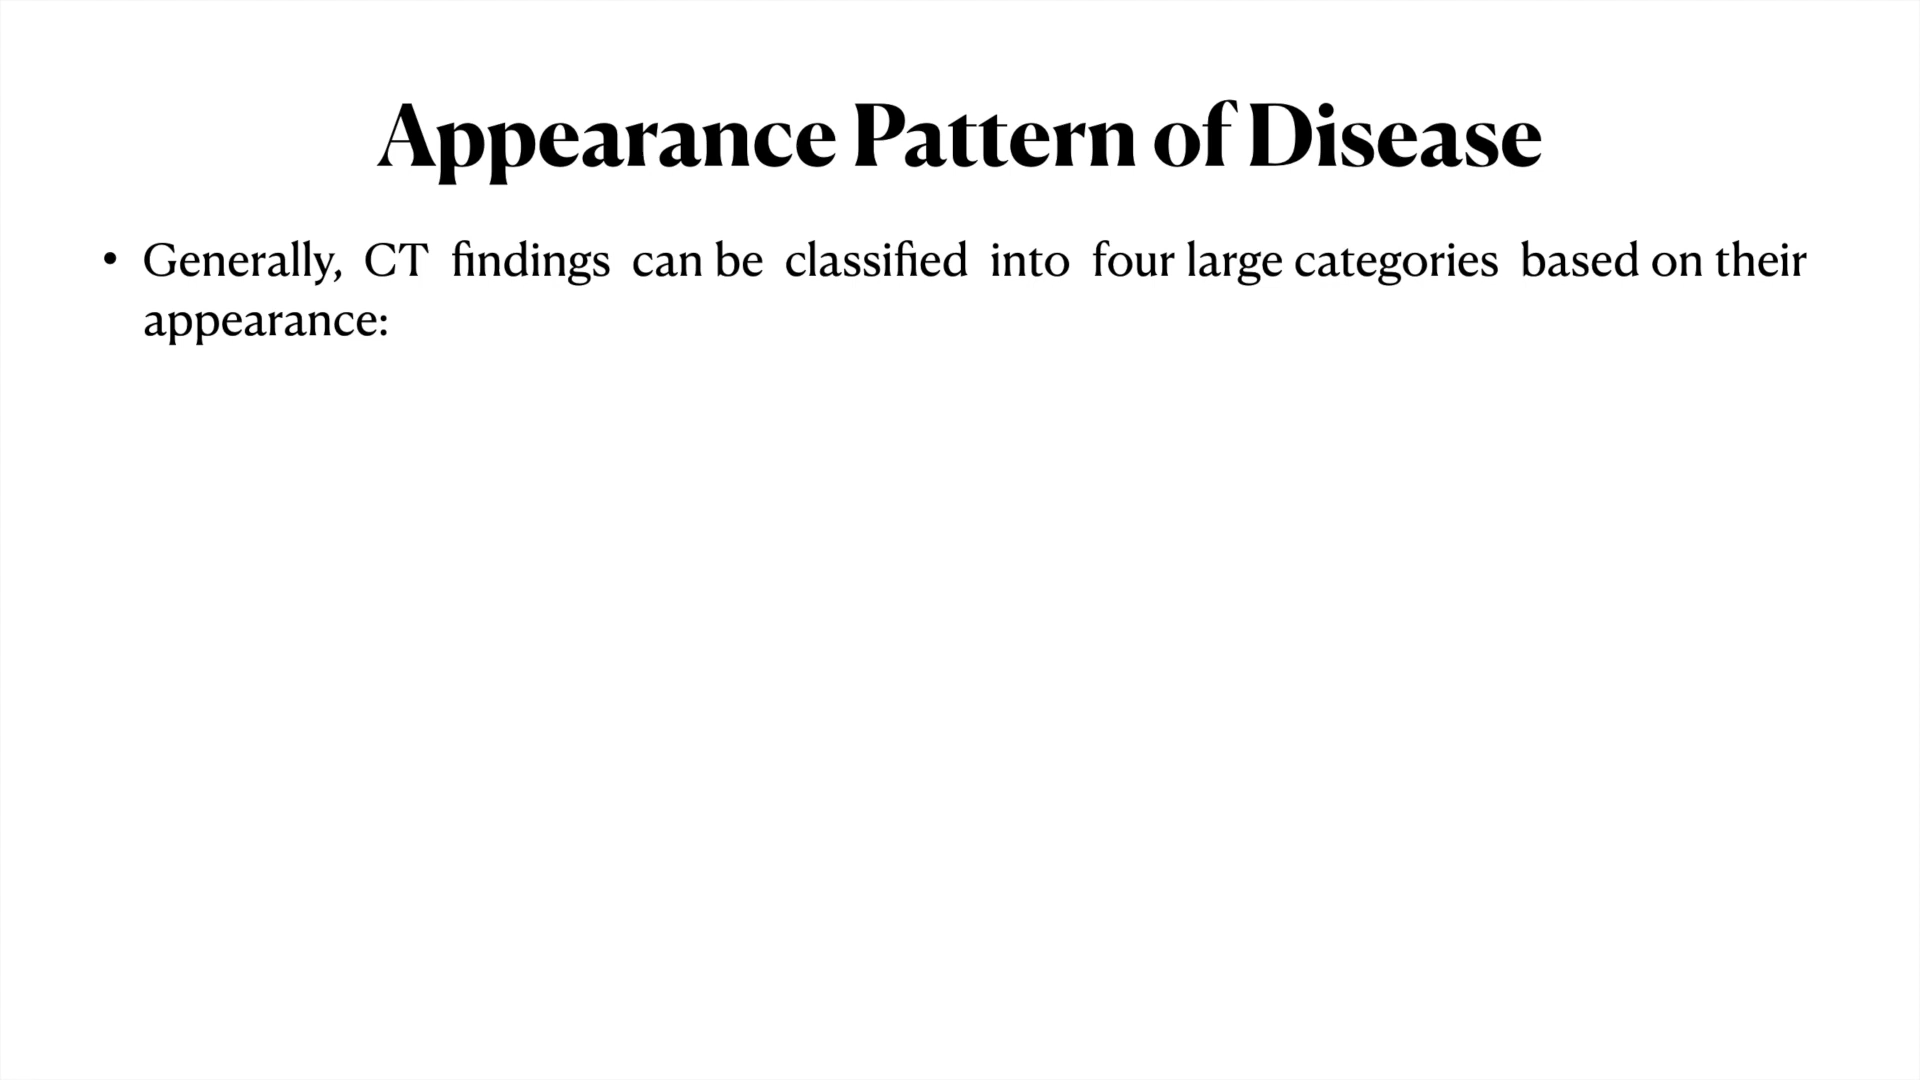 Appearance Pattern of Disease
• Generally, CT findings can be classified into four large categories based on their
appearance: